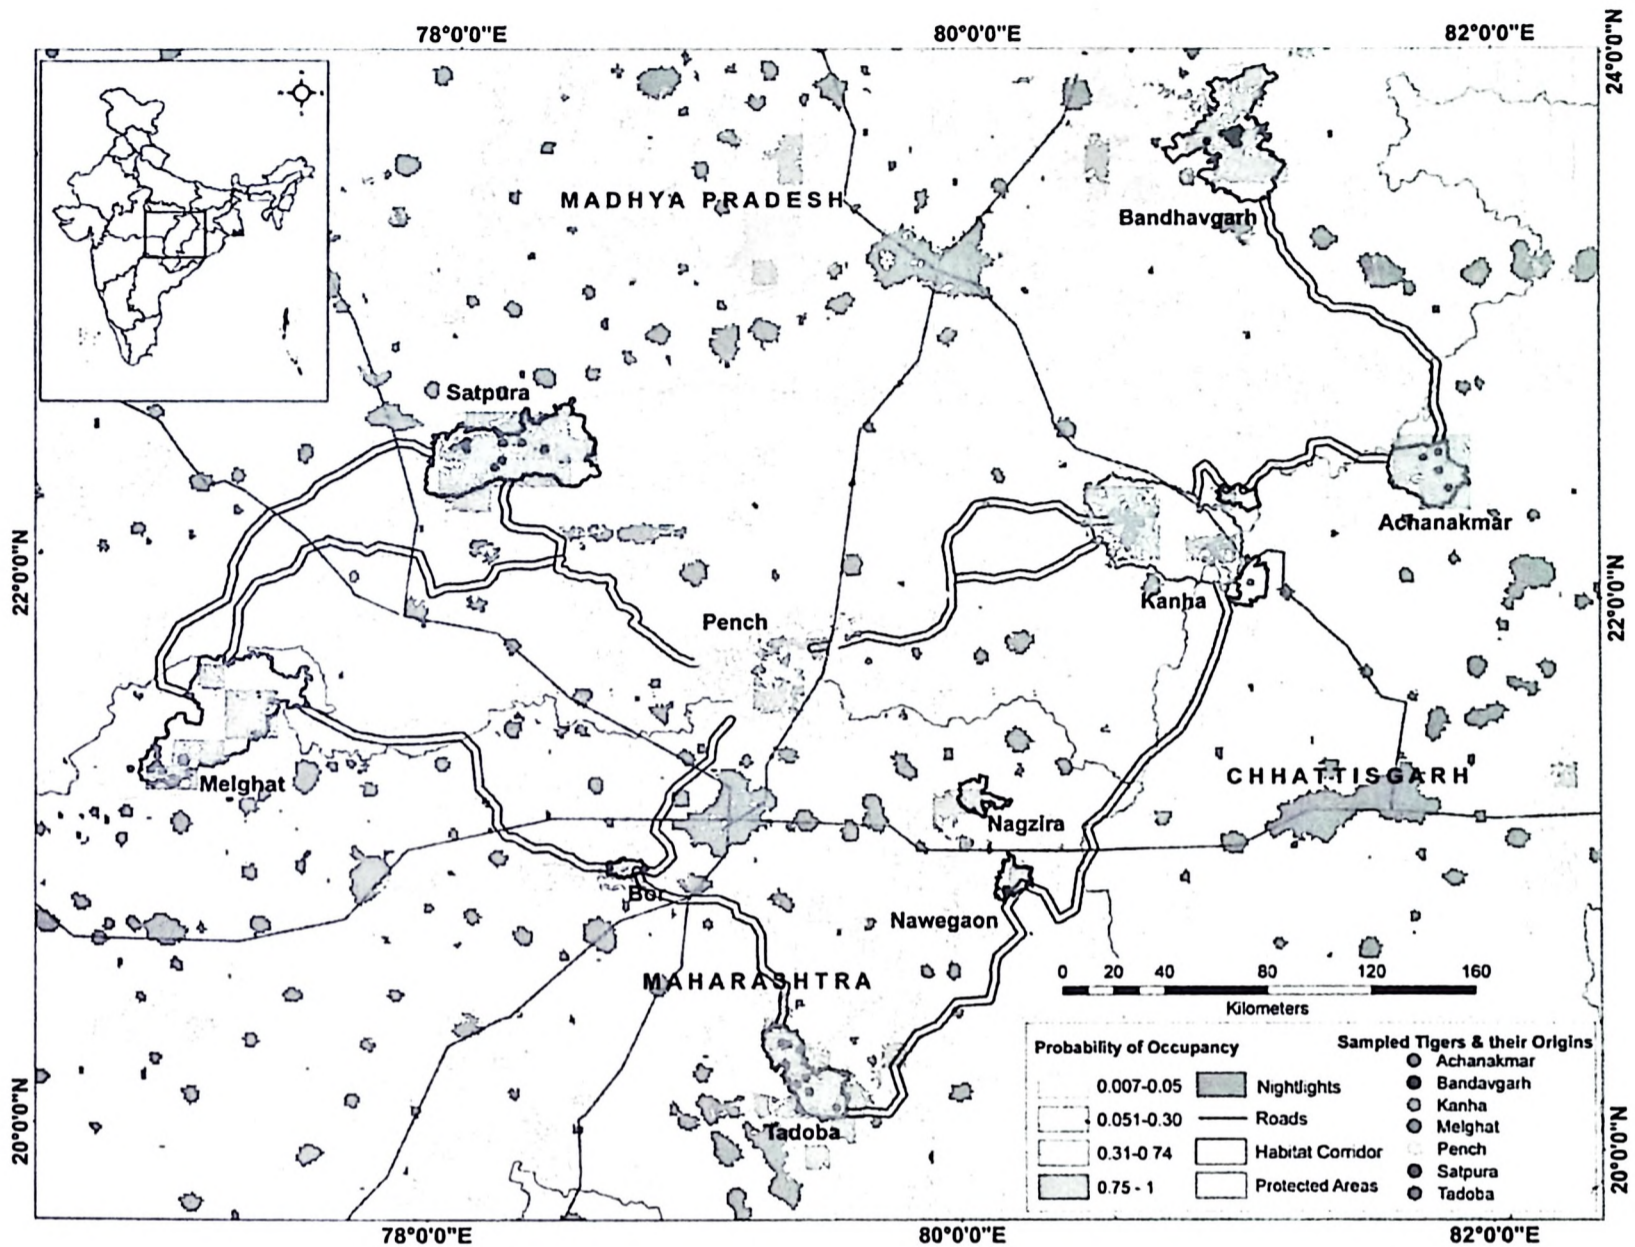 78°0'0"E 80°0'0"E 82°0'0"E
24°0'0"N
MADHYA PRADESH
Bandhavgarh
Satpura
Achanakmar
22°0'0"N 22°0'0"N
Kanha
Pench
Melghat
CHHATTISGARH
Nagzira
Bor
Nawegaon
MAHARASHTRA
0 20 40 80 120 160
Kilometers
Tadoba
20°0'0"N 20°0'0"N
Probability of Occupancy
0.007-0.05
0.051-0.30
0.31-0 74
0.75 - 1
Nightlights
Roads
Habitat Corridor
Protected Areas
Sampled Tigers & their Origins
Achanakmar
Bandavgarh
Kanha
Melghat
Pench
Satpura
Tadoba
78°0'0"E 80°0'0"E 82°0'0"E